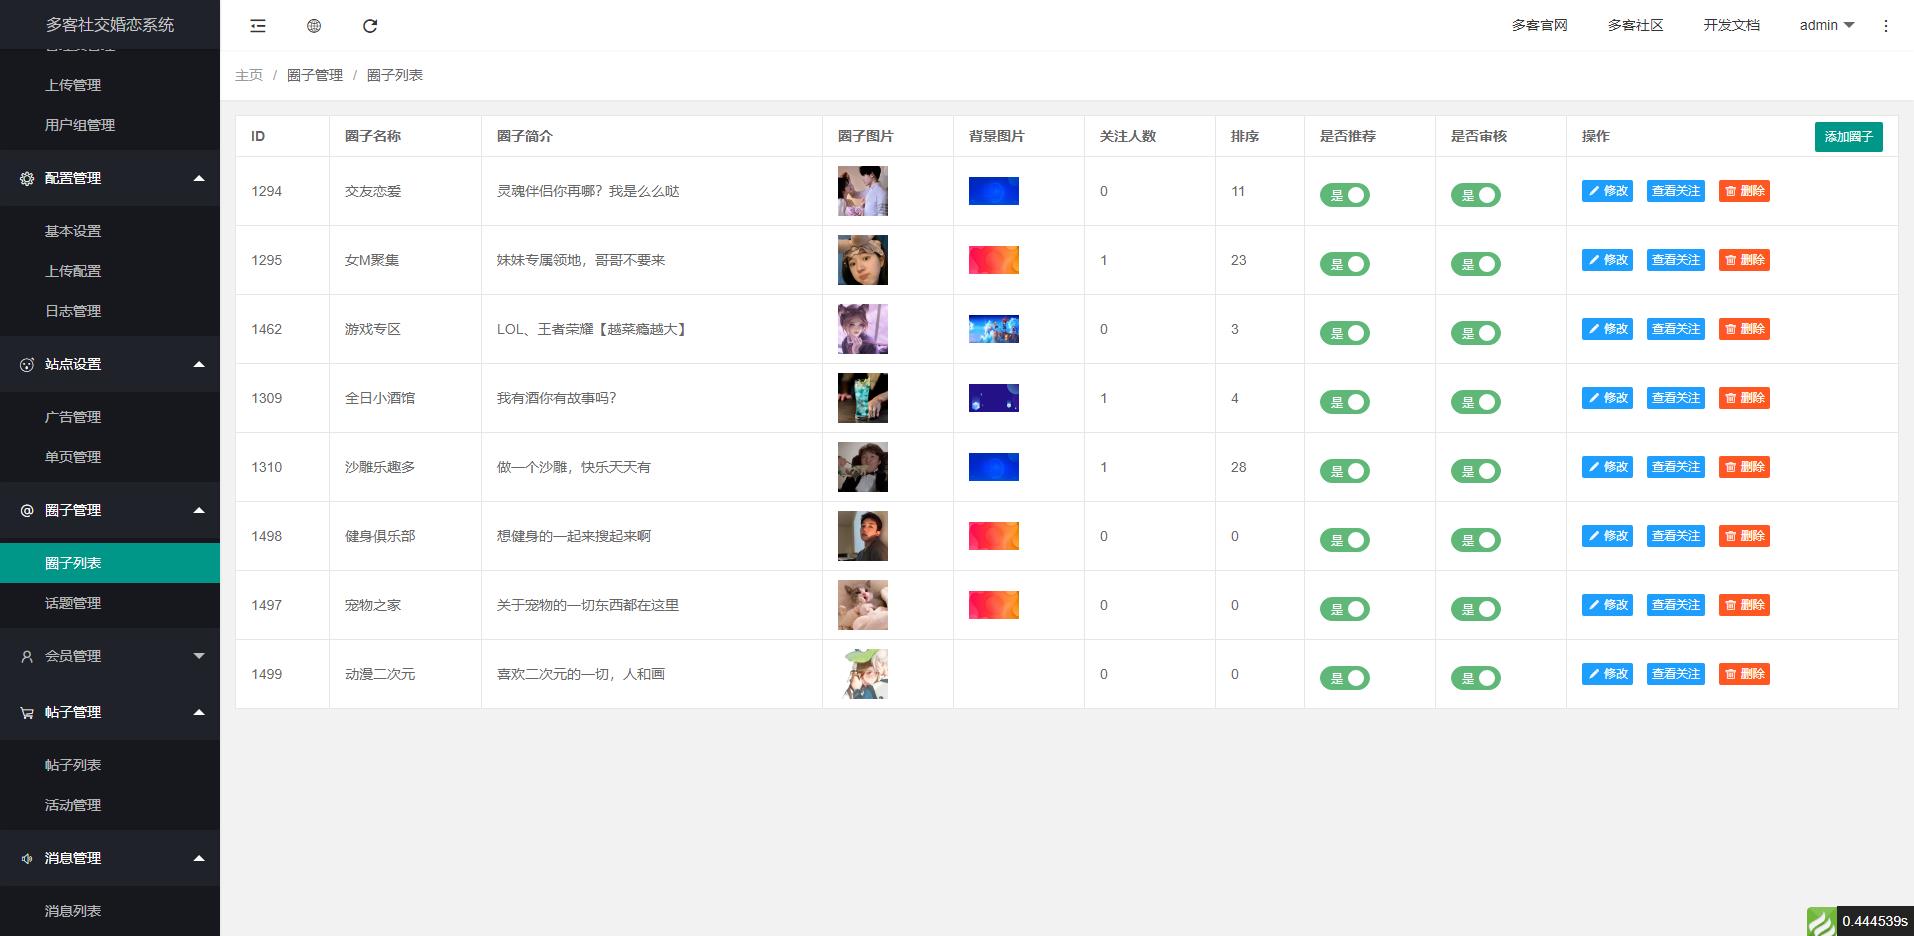 多客社交婚恋系统
上传管理
用户组管理
配置管理
基本设置
上传配置
日志管理
站点设置
广告管理
单页管理
@ 圈子管理
圈子列表
话题管理
会员管理
帖子管理
帖子列表
活动管理
消息管理
消息列表
多客官网 多客社区 开发文档 admin
主页 / 圈子管理 / 圈子列表
ID 圈子名称 圈子简介 圈子图片 背景图片 关注人数 排序 是否推荐 是否审核 操作 添加圈子
1294 交友恋爱 灵魂伴侣你再哪？我是么么哒 0 11 是 是 修改 查看关注 删除
1295 女M聚集 妹妹专属领地，哥哥不要来 1 23 是 是 修改 查看关注 删除
1462 游戏专区 LOL、王者荣耀【越菜瘾越大】 0 3 是 是 修改 查看关注 删除
1309 全日小酒馆 我有酒你有故事吗? 1 4 是 是 修改 查看关注 删除
1310 沙雕乐趣多 做一个沙雕，快乐天天有 1 28 是 是 修改 查看关注 删除
1498 健身俱乐部 想健身的一起来搜起来啊 0 0 是 是 修改 查看关注 删除
1497 宠物之家 关于宠物的一切东西都在这里 0 0 是 是 修改 查看关注 删除
1499 动漫二次元 喜欢二次元的一切，人和画 0 0 是 是 修改 查看关注 删除
0.444539s